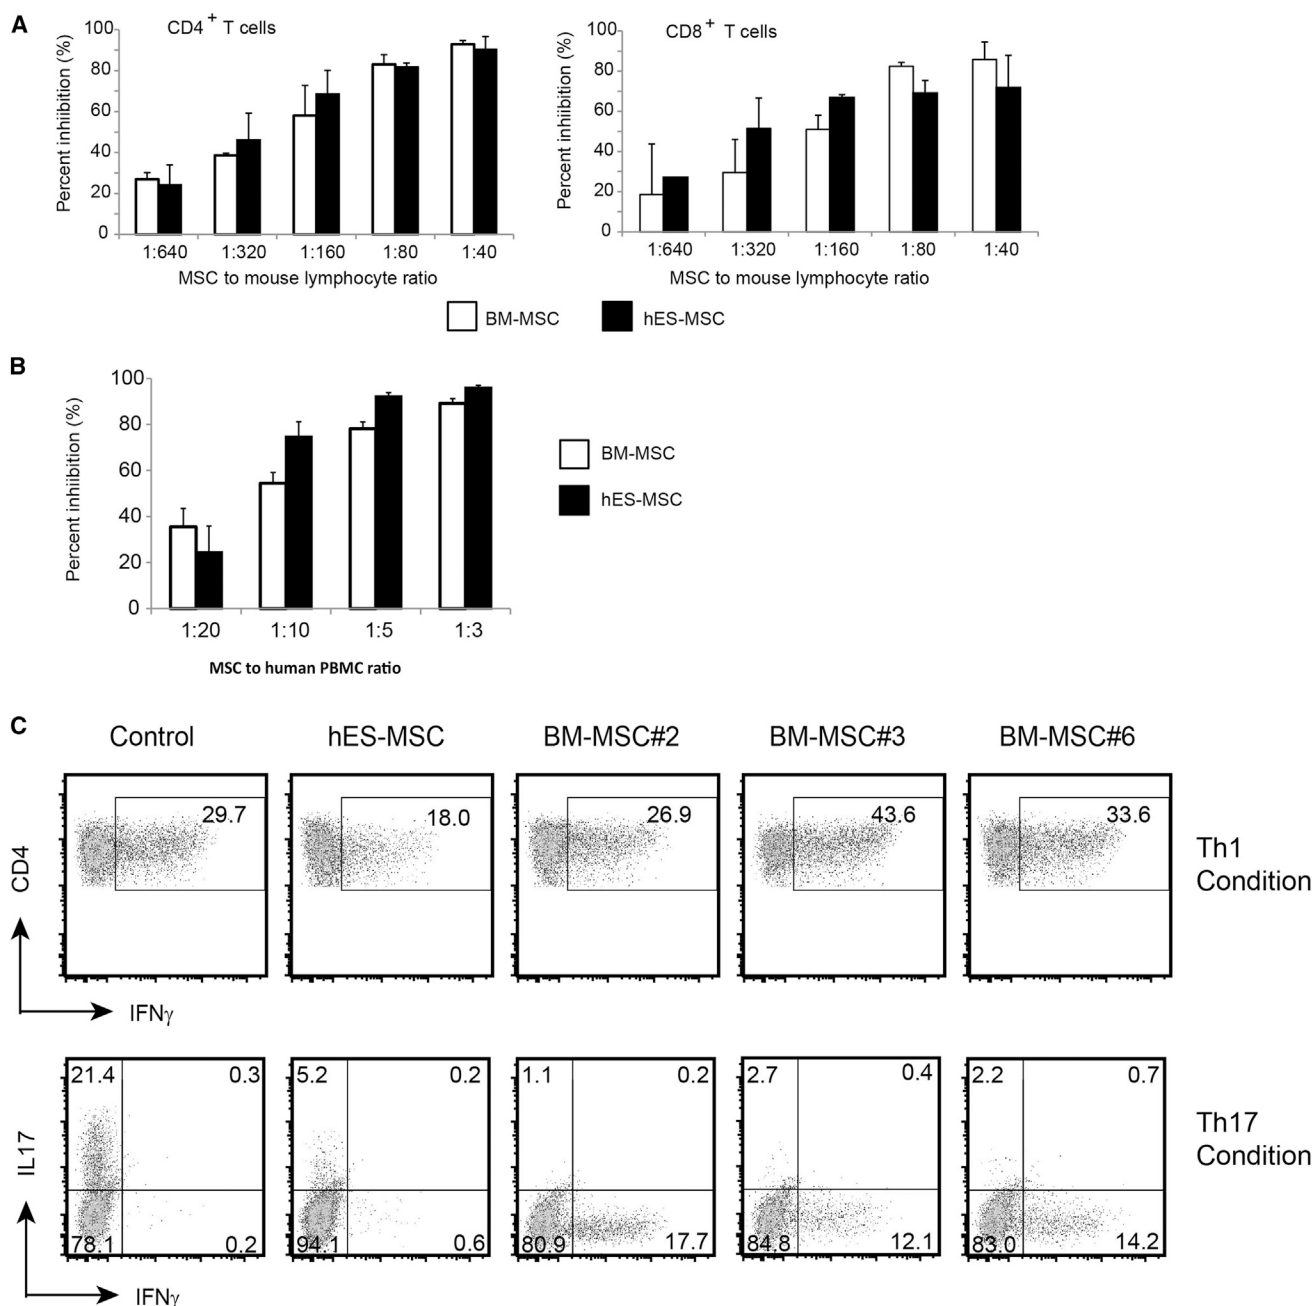 A
CD4+ T cells
Percent inhiibition (%)
100
80
60
40
20
0
1:640
1:320
1:160
1:80
1:40
MSC to mouse lymphocyte ratio
CD8+ T cells
Percent inhiibition (%)
100
80
60
40
20
0
1:640
1:320
1:160
1:80
1:40
MSC to mouse lymphocyte ratio
BM-MSC
hES-MSC
B
Percent inhiibition (%)
100
80
60
40
20
0
1:20
1:10
1:5
1:3
MSC to human PBMC ratio
BM-MSC
hES-MSC
C
Control
hES-MSC
BM-MSC#2
BM-MSC#3
BM-MSC#6
CD4
29.7
18.0
26.9
43.6
33.6
Th1
Condition
IFNγ
IL17
21.4
0.3
78.1
0.2
5.2
0.2
94.1
0.6
1.1
0.2
80.9
17.7
2.7
0.4
84.8
12.1
2.2
0.7
83.0
14.2
Th17
Condition
IFNγ